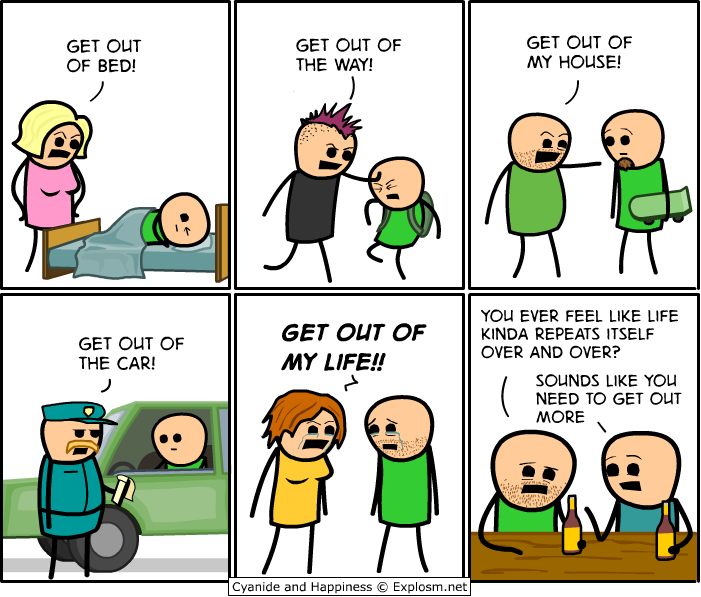 GET OUT
OF BED!
GET OUT OF
THE WAY!
GET OUT OF
MY HOUSE!
GET OUT OF
THE CAR!
GET OUT OF
MY LIFE!!
YOU EVER FEEL LIKE LIFE
KINDA REPEATS ITSELF
OVER AND OVER?
SOUNDS LIKE YOU
NEED TO GET OUT
MORE
Cyanide and Happiness © Explosm.net